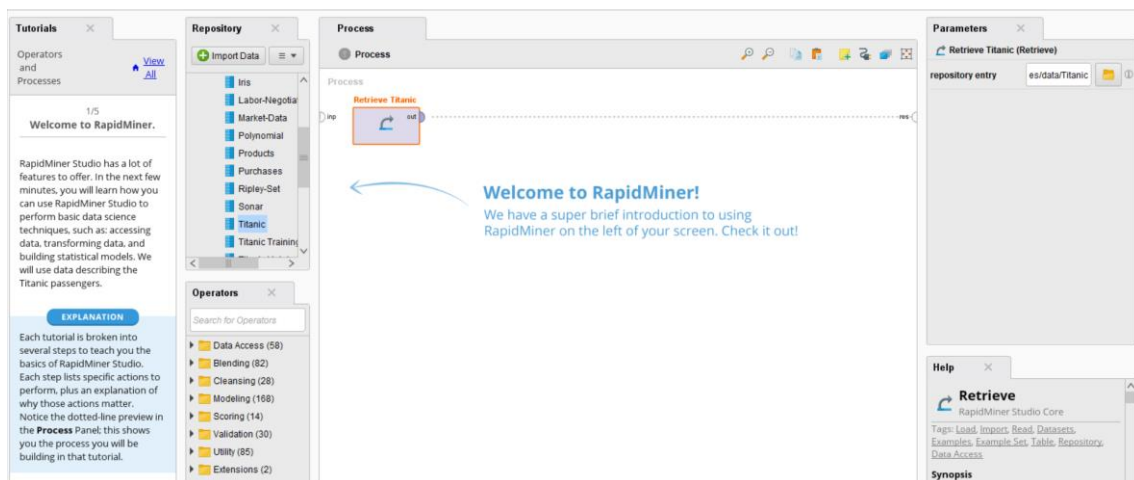 Tutorials
Operators
and
Processes
View
All
1/5
Welcome to RapidMiner.
RapidMiner Studio has a lot of
features to offer. In the next few
minutes, you will learn how you
can use RapidMiner Studio to
perform basic data science
techniques, such as: accessing
data, transforming data, and
building statistical models. We
will use data describing the
Titanic passengers.
EXPLANATION
Each tutorial is broken into
several steps to teach you the
basics of RapidMiner Studio.
Each step lists specific actions to
perform, plus an explanation of
why those actions matter.
Notice the dotted-line preview in
the Process Panel; this shows
you the process you will be
building in that tutorial.
Repository
Import Data
Iris
Labor-Negotia
Market-Data
Polynomial
Products
Purchases
Ripley-Set
Sonar
Titanic
Titanic Training
Operators
Search for Operators
Data Access (58)
Blending (82)
Cleansing (28)
Modeling (168)
Scoring (14)
Validation (30)
Utility (85)
Extensions (2)
Process
Process
Process
Retrieve Titanic
inp
out
res
Welcome to RapidMiner!
We have a super brief introduction to using
RapidMiner on the left of your screen. Check it out!
Parameters
Retrieve Titanic (Retrieve)
repository entry
es/data/Titanic
Help
Retrieve
RapidMiner Studio Core
Tags: Load, Import, Read, Datasets,
Examples, Example Set, Table, Repository,
Data Access
Synopsis